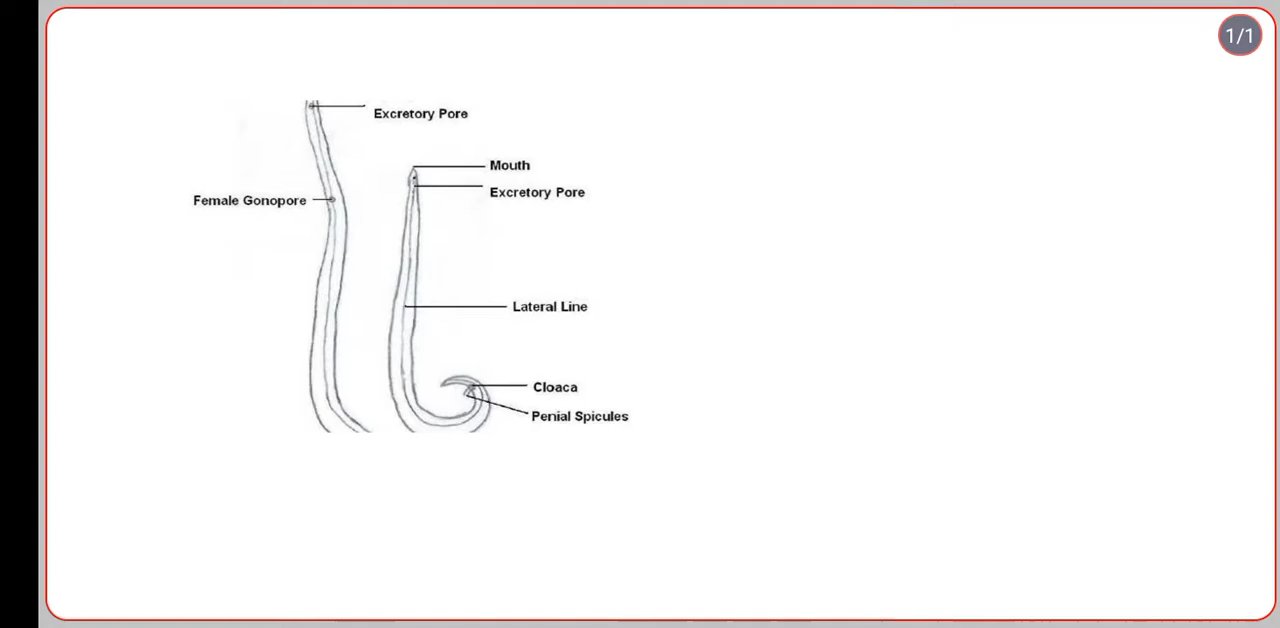 1/1
Excretory Pore
Mouth
Excretory Pore
Female Gonopore
Lateral Line
Cloaca
Penial Spicules